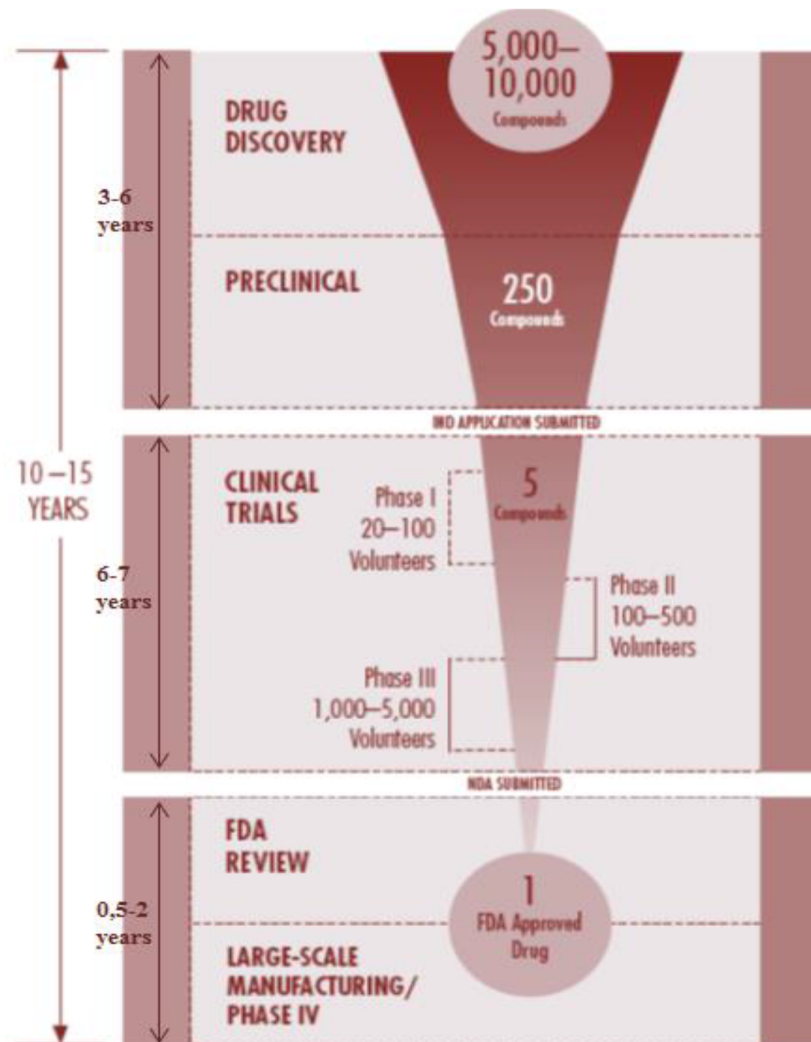 5,000–
10,000
Compounds
DRUG
DISCOVERY
3-6
years
PRECLINICAL
250
Compounds
IND APPLICATION SUBMITTED
10–15
YEARS
CLINICAL
TRIALS
5
Compounds
Phase I
20–100
Volunteers
6-7
years
Phase II
100–500
Volunteers
Phase III
1,000–5,000
Volunteers
NDA SUBMITTED
FDA
REVIEW
0,5-2
years
1
FDA Approved
Drug
LARGE-SCALE
MANUFACTURING/
PHASE IV